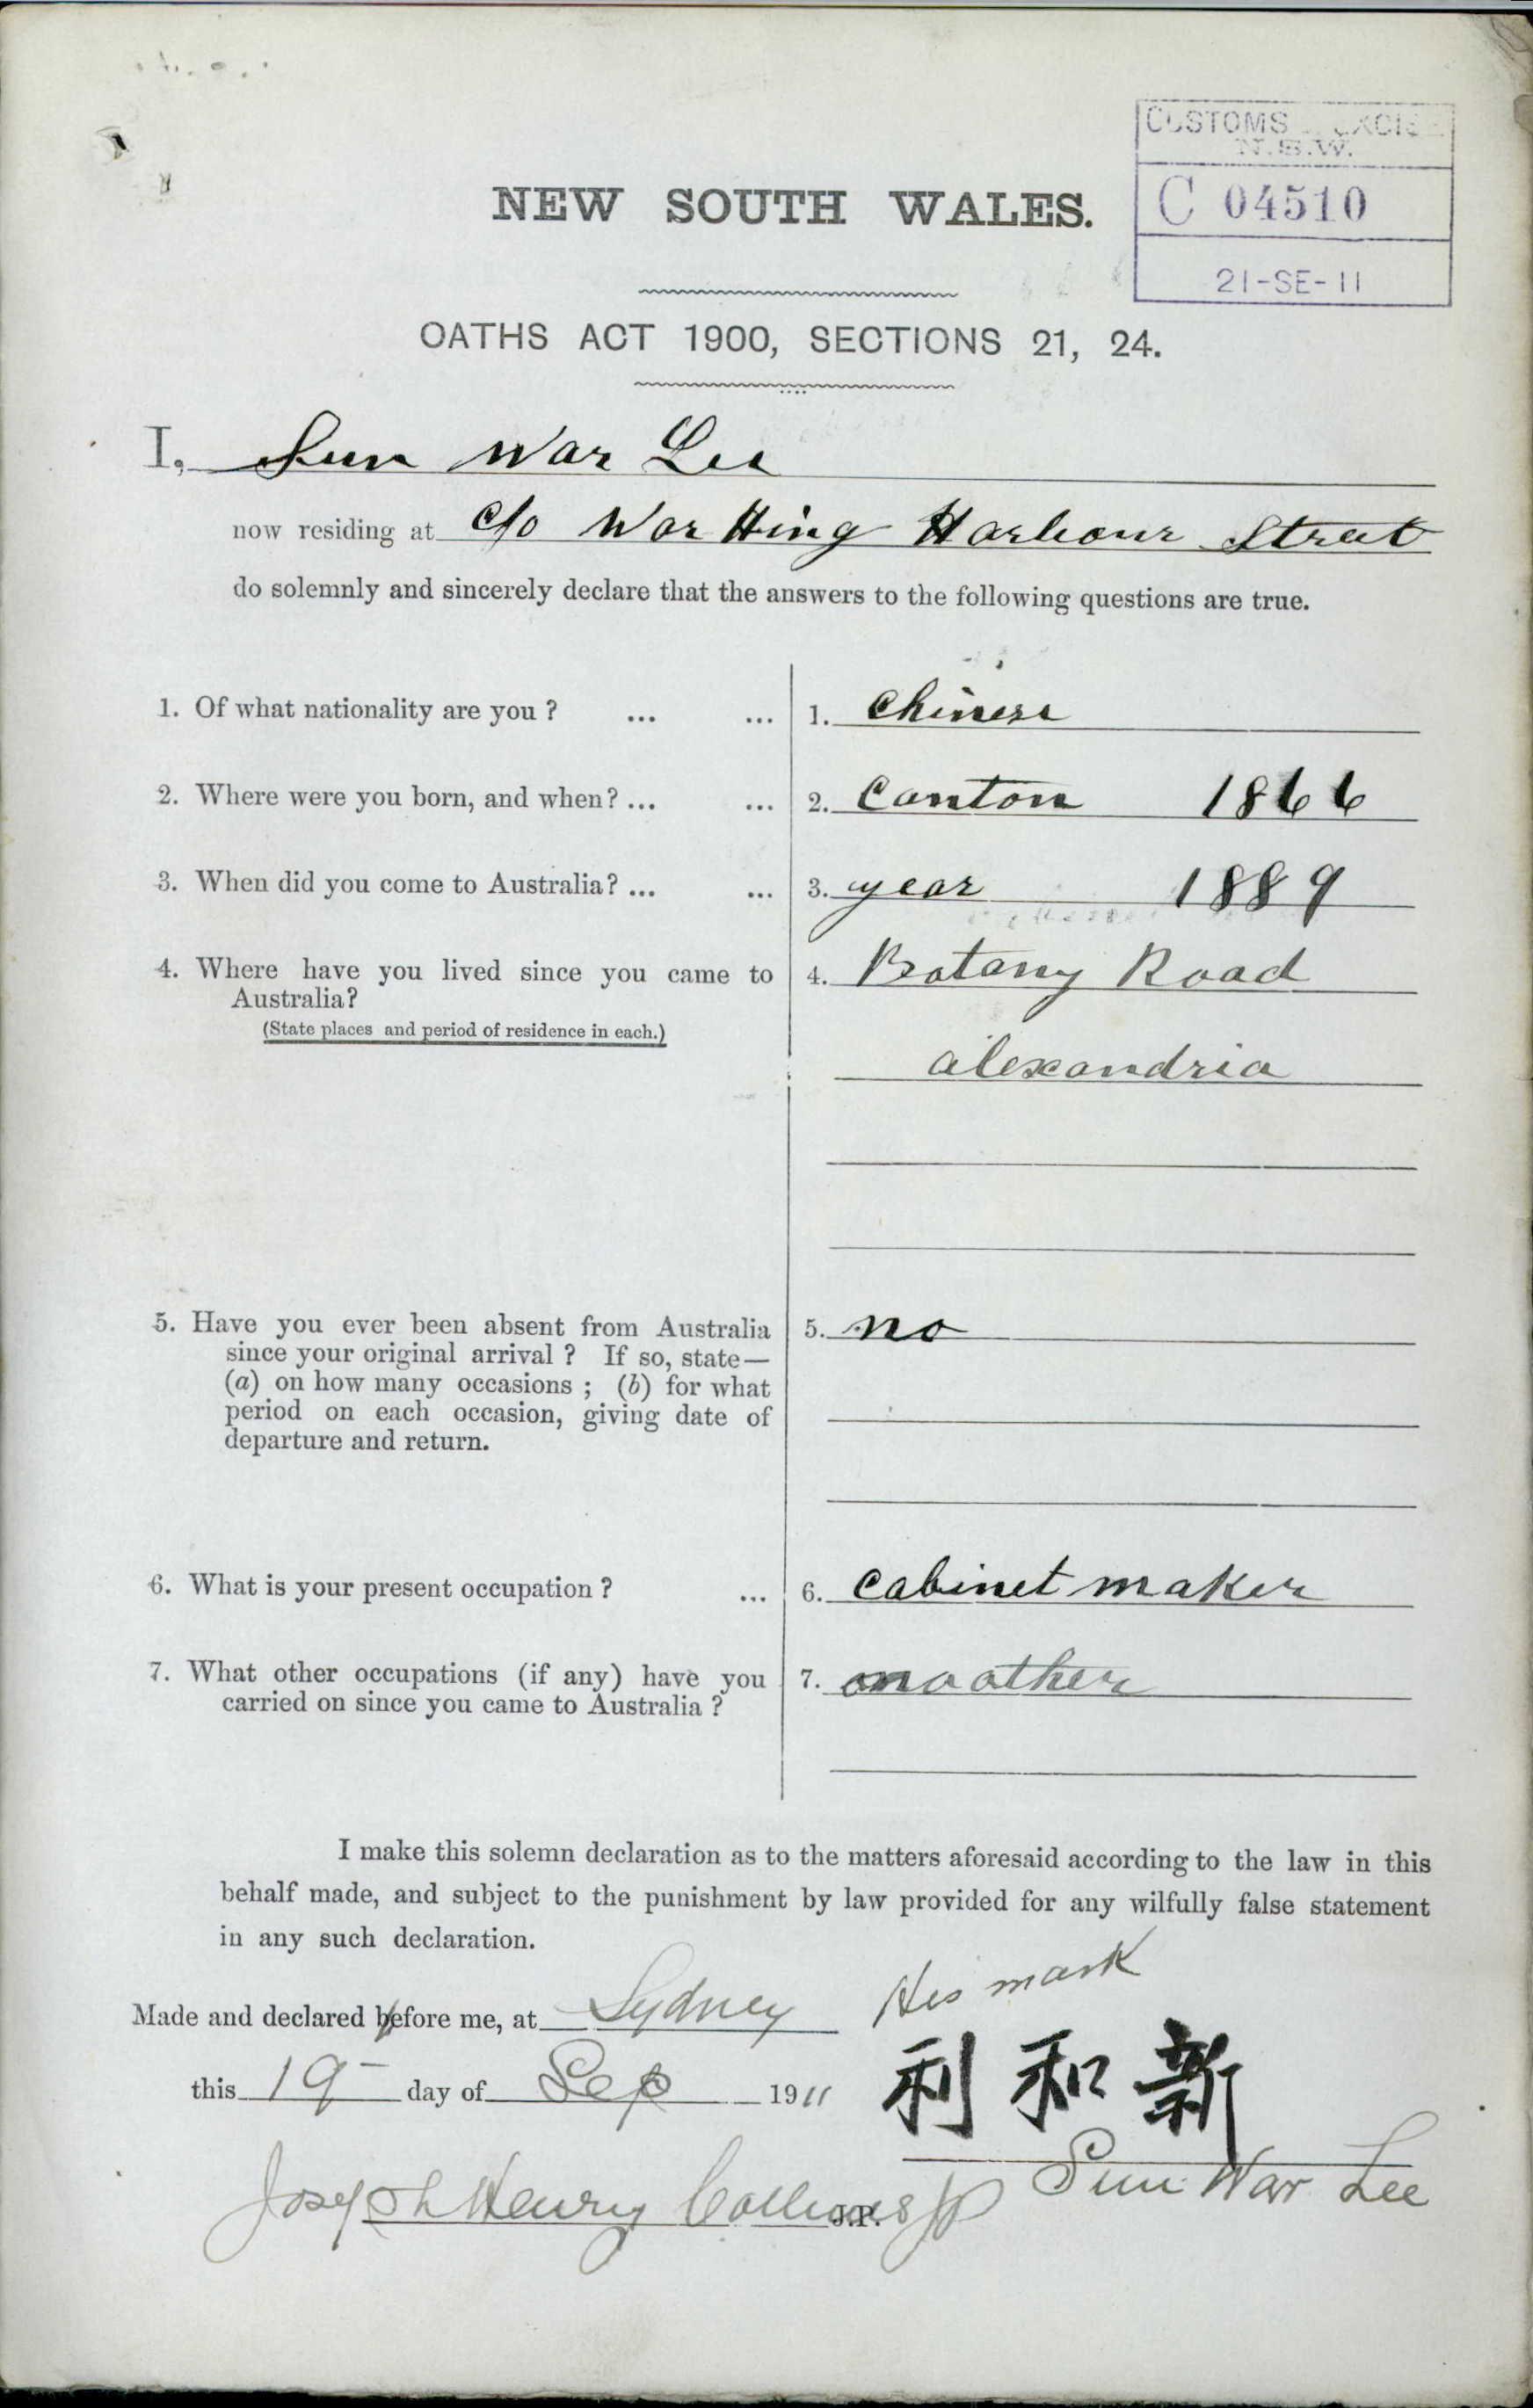 CUSTOMS EXCISE
N.S.W.
C 04510
21-SE-11
NEW SOUTH WALES.
OATHS ACT 1900, SECTIONS 21, 24.
I, Sun War Lee
now residing at c/o War Hing Harbour Street
do solemnly and sincerely declare that the answers to the following questions are true.
1. Of what nationality are you ? ... ... 1. Chinese
2. Where were you born, and when? ... ... 2. Canton 1866
3. When did you come to Australia? ... ... 3. year 1889
4. Where have you lived since you came to 4. Botany Road
Australia?
(State places and period of residence in each.)
alexandria
5. Have you ever been absent from Australia 5. no
since your original arrival ? If so, state—
(a) on how many occasions ; (b) for what
period on each occasion, giving date of
departure and return.
6. What is your present occupation ? ... 6. cabinet maker
7. What other occupations (if any) have you 7. no other
carried on since you came to Australia ?
I make this solemn declaration as to the matters aforesaid according to the law in this
behalf made, and subject to the punishment by law provided for any wilfully false statement
in any such declaration.
His mark
Made and declared before me, at Sydney
利和新
this 19 day of Sep 1911
Sun War Lee
Joseph Henry Collines JP
J.P.